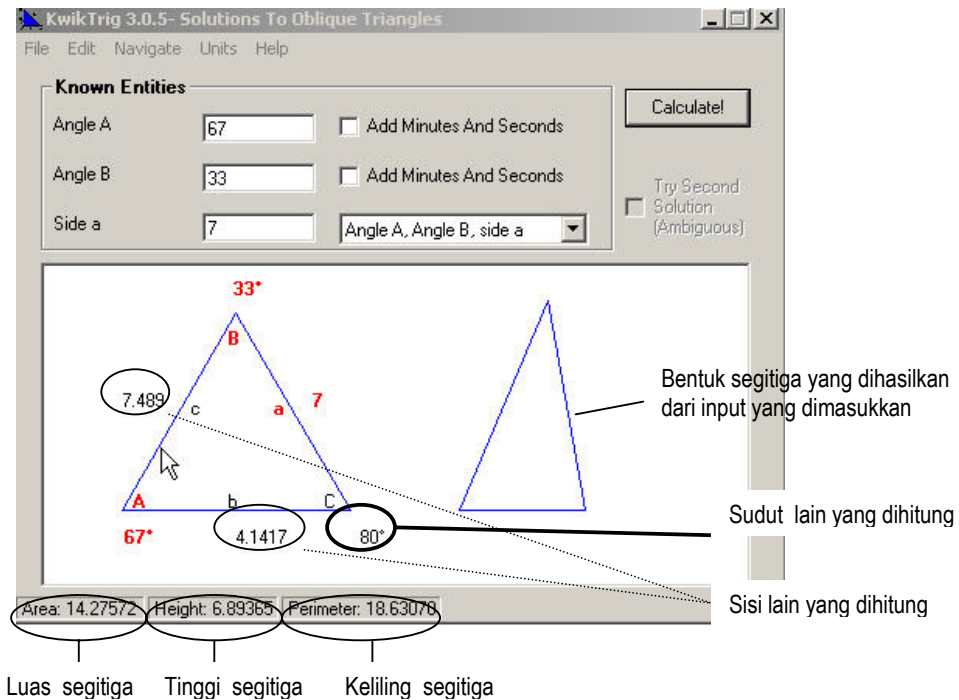 KwikTrig 3.0.5- Solutions To Oblique Triangles
File Edit Navigate Units Help
Known Entities
Angle A 67 Add Minutes And Seconds
Calculate!
Angle B 33 Add Minutes And Seconds
Side a 7 Angle A, Angle B, side a
Try Second
Solution
(Ambiguous)
33°
B
7.489 c a 7
A b C
67° 4.1417 80°
Bentuk segitiga yang dihasilkan
dari input yang dimasukkan
Sudut lain yang dihitung
Sisi lain yang dihitung
Area: 14.27572 Height: 6.89365 Perimeter: 18.63070
Luas segitiga Tinggi segitiga Keliling segitiga